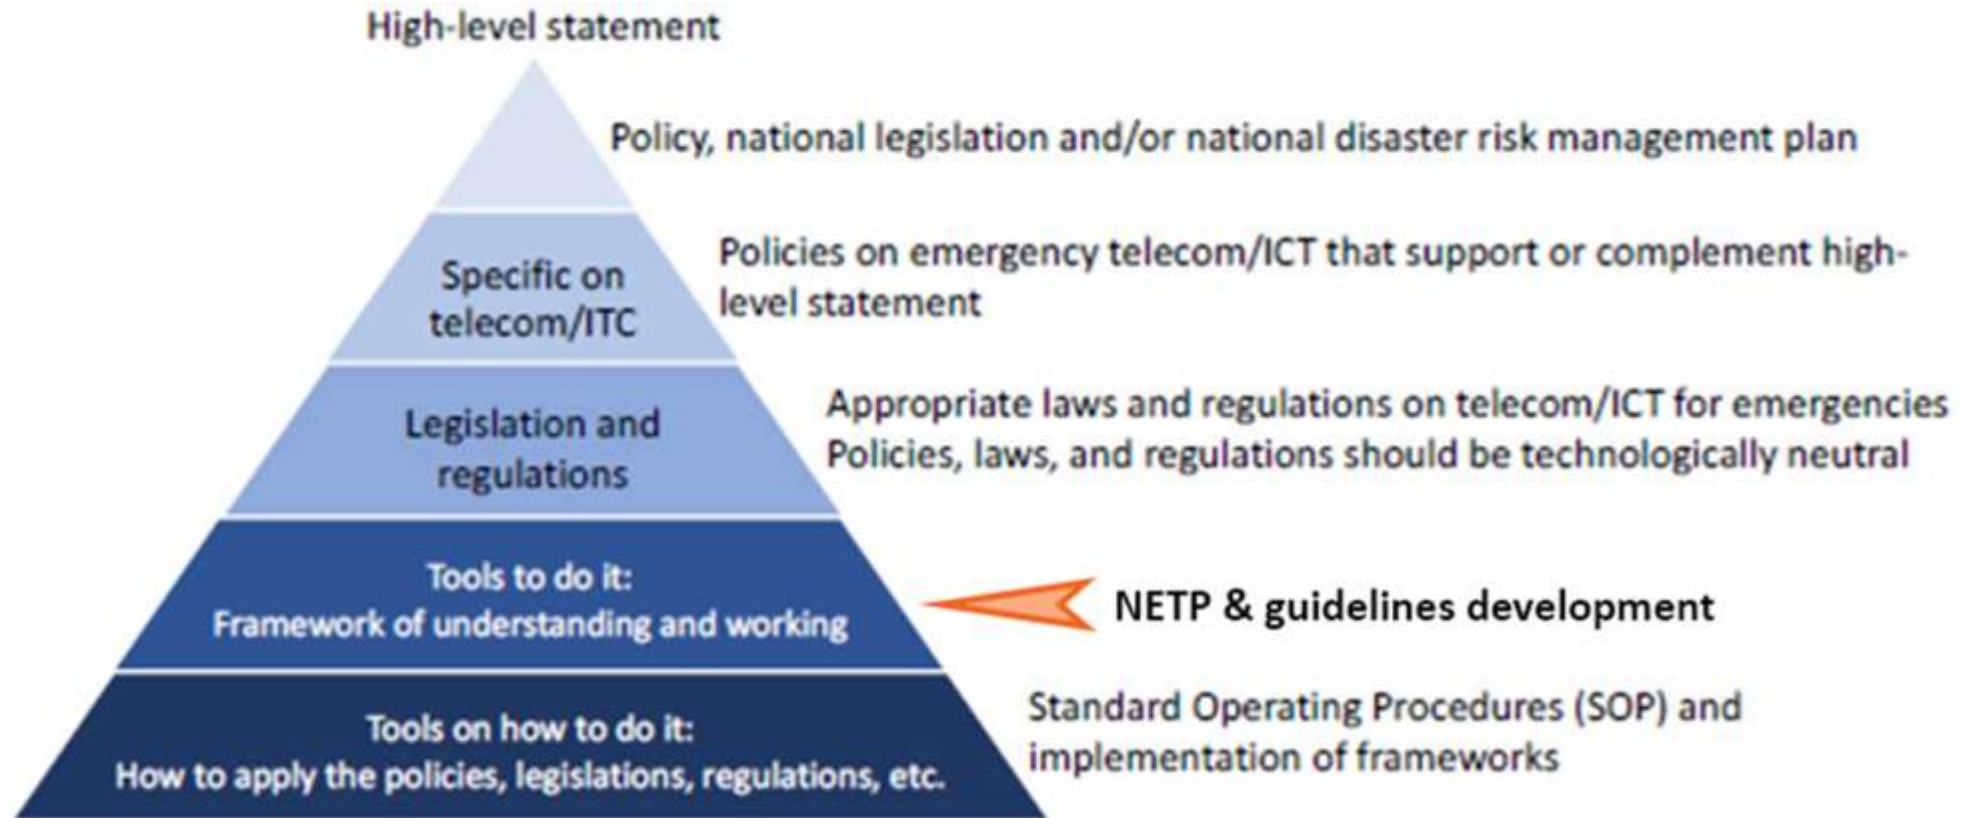 High-level statement
Policy, national legislation and/or national disaster risk management plan
Specific on
telecom/ITC
Policies on emergency telecom/ICT that support or complement high-
level statement
Legislation and
regulations
Appropriate laws and regulations on telecom/ICT for emergencies
Policies, laws, and regulations should be technologically neutral
Tools to do it:
Framework of understanding and working
NETP & guidelines development
Tools on how to do it:
How to apply the policies, legislations, regulations, etc.
Standard Operating Procedures (SOP) and
implementation of frameworks